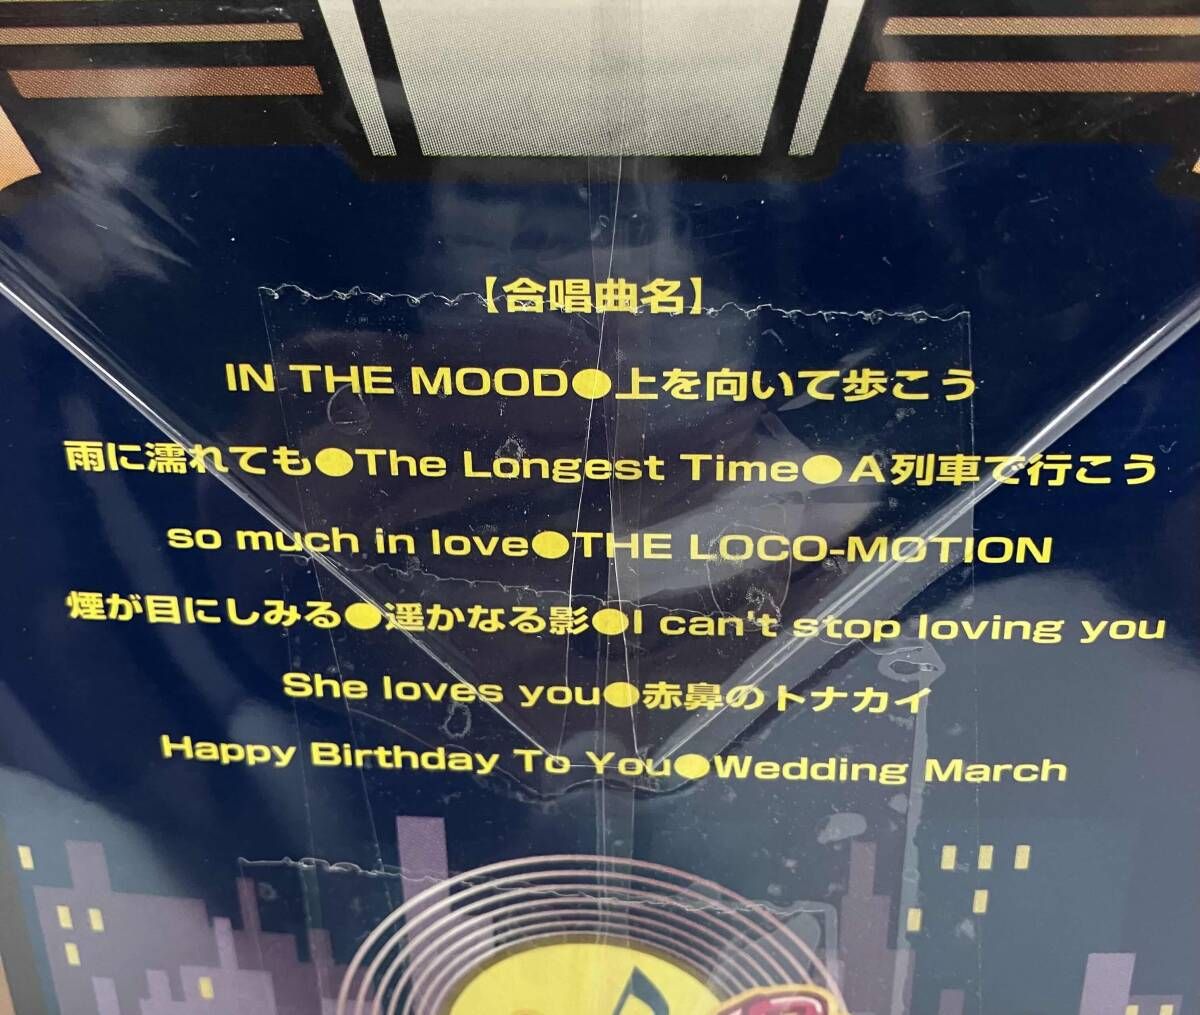 【合唱曲名】
IN THE MOOD●上を向いて歩こう
雨に濡れても●The Longest Time●A列車で行こう
so much in love●THE LOCO-MOTION
煙が目にしみる●遥かなる影●I can't stop loving you
She loves you●赤鼻のトナカイ
Happy Birthday To You●Wedding March